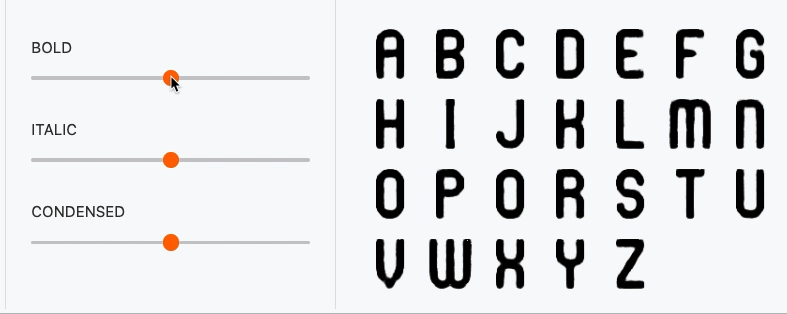 BOLD
ITALIC
CONDENSED
A B C D E F G
H I J K L m n
O P O R S T U
V W X Y Z